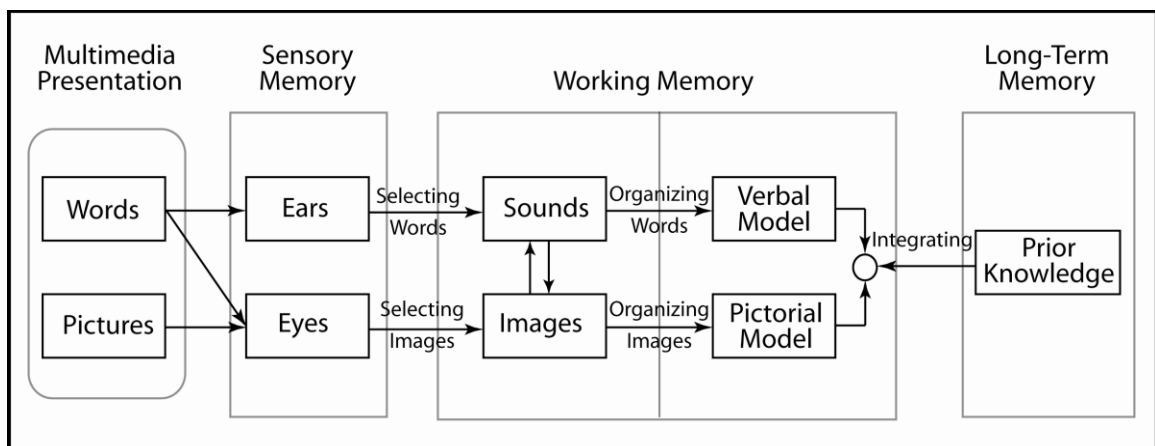 Multimedia
Presentation
Sensory
Memory
Working Memory
Long-Term
Memory
Words
Pictures
Ears
Eyes
Selecting
Words
Selecting
Images
Sounds
Images
Organizing
Words
Organizing
Images
Verbal
Model
Pictorial
Model
Integrating
Prior
Knowledge